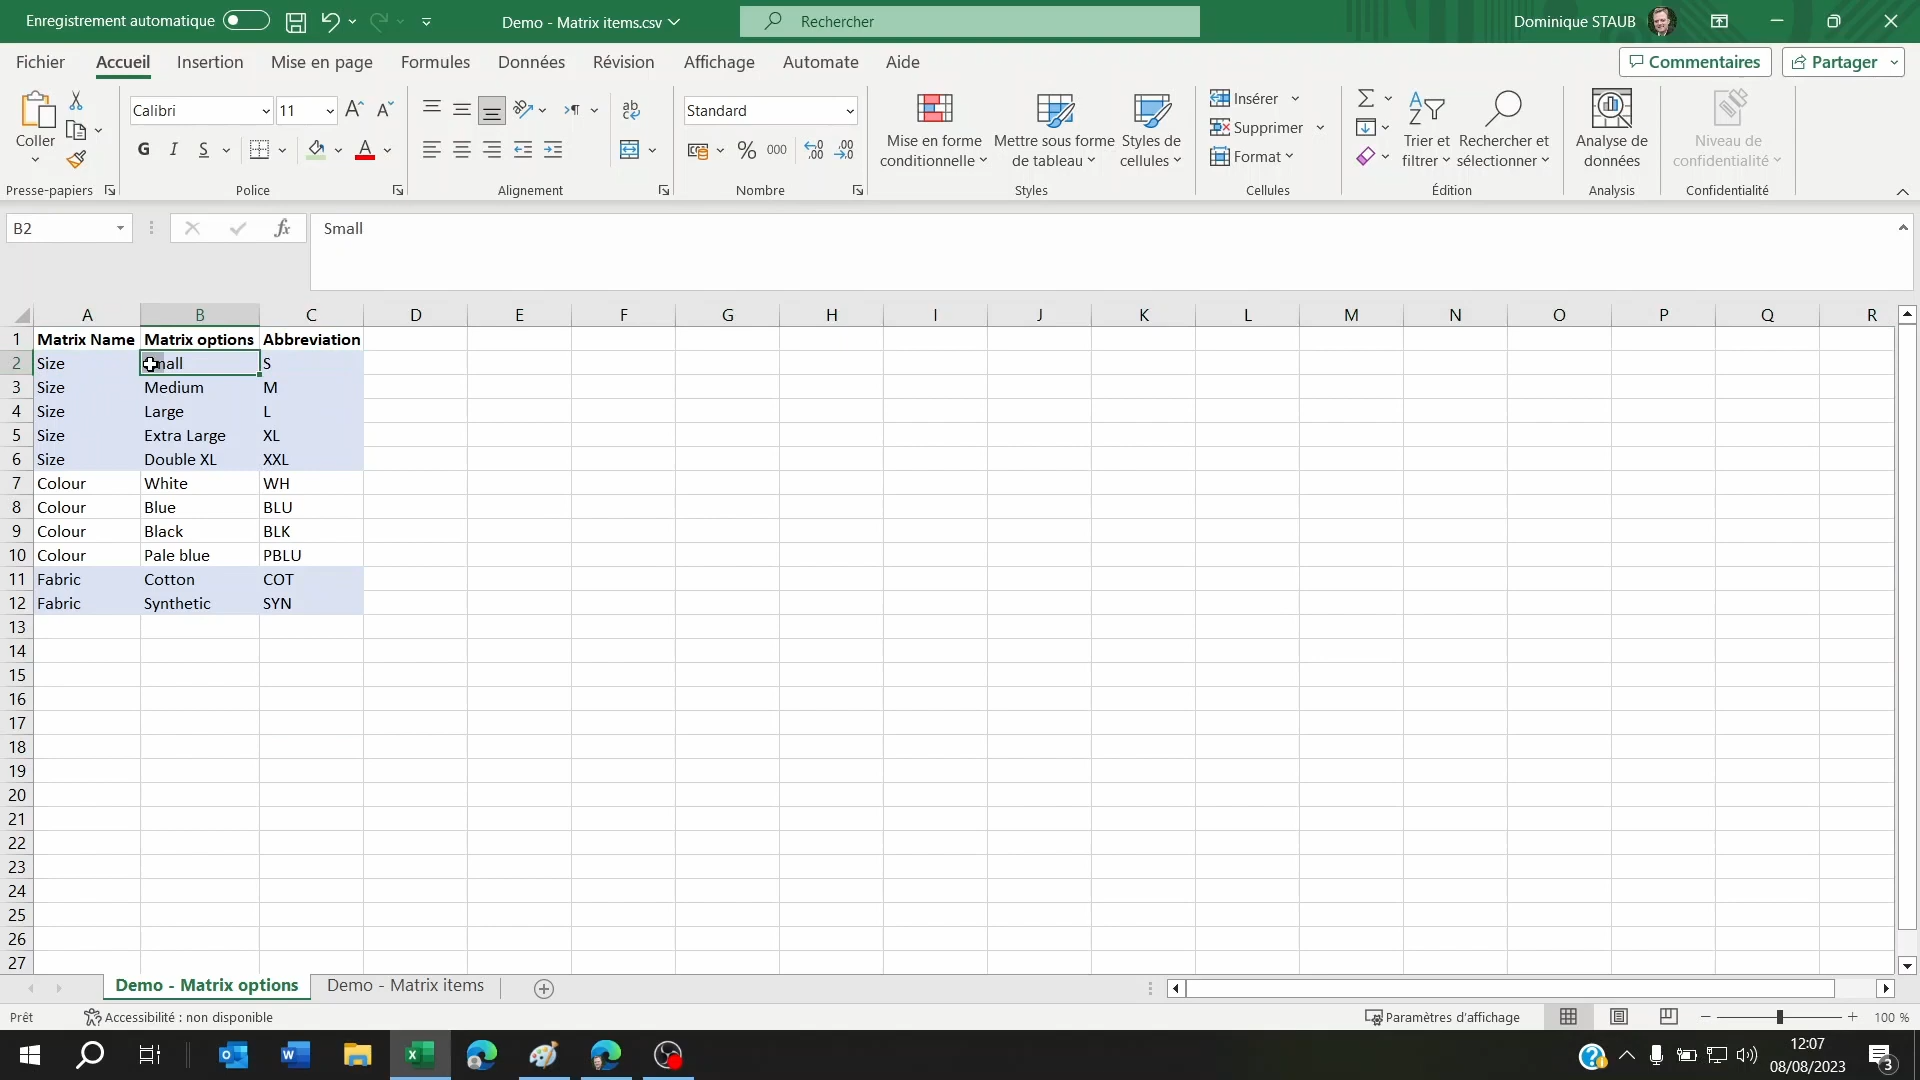 Enregistrement automatique
Demo - Matrix items.csv
Rechercher
Dominique STAUB
Fichier Accueil Insertion Mise en page Formules Données Révision Affichage Automate Aide
Commentaires Partager
Coller
Calibri 11
G I S
ab
Standard
% 000
Mise en forme conditionnelle
Mettre sous forme de tableau
Styles de cellules
Insérer
Supprimer
Format
Trier et filtrer
Rechercher et sélectionner
Analyse de données
Niveau de confidentialité
Presse-papiers Police Alignement Nombre Styles Cellules Édition Analysis Confidentialité
B2 fx Small
A B C D E F G H I J K L M N O P Q R
1 Matrix Name Matrix options Abbreviation
2 Size Small S
3 Size Medium M
4 Size Large L
5 Size Extra Large XL
6 Size Double XL XXL
7 Colour White WH
8 Colour Blue BLU
9 Colour Black BLK
10 Colour Pale blue PBLU
11 Fabric Cotton COT
12 Fabric Synthetic SYN
13
14
15
16
17
18
19
20
21
22
23
24
25
26
27
Demo - Matrix options Demo - Matrix items
Prêt Accessibilité : non disponible Paramètres d'affichage 100 %
12:07
08/08/2023
3